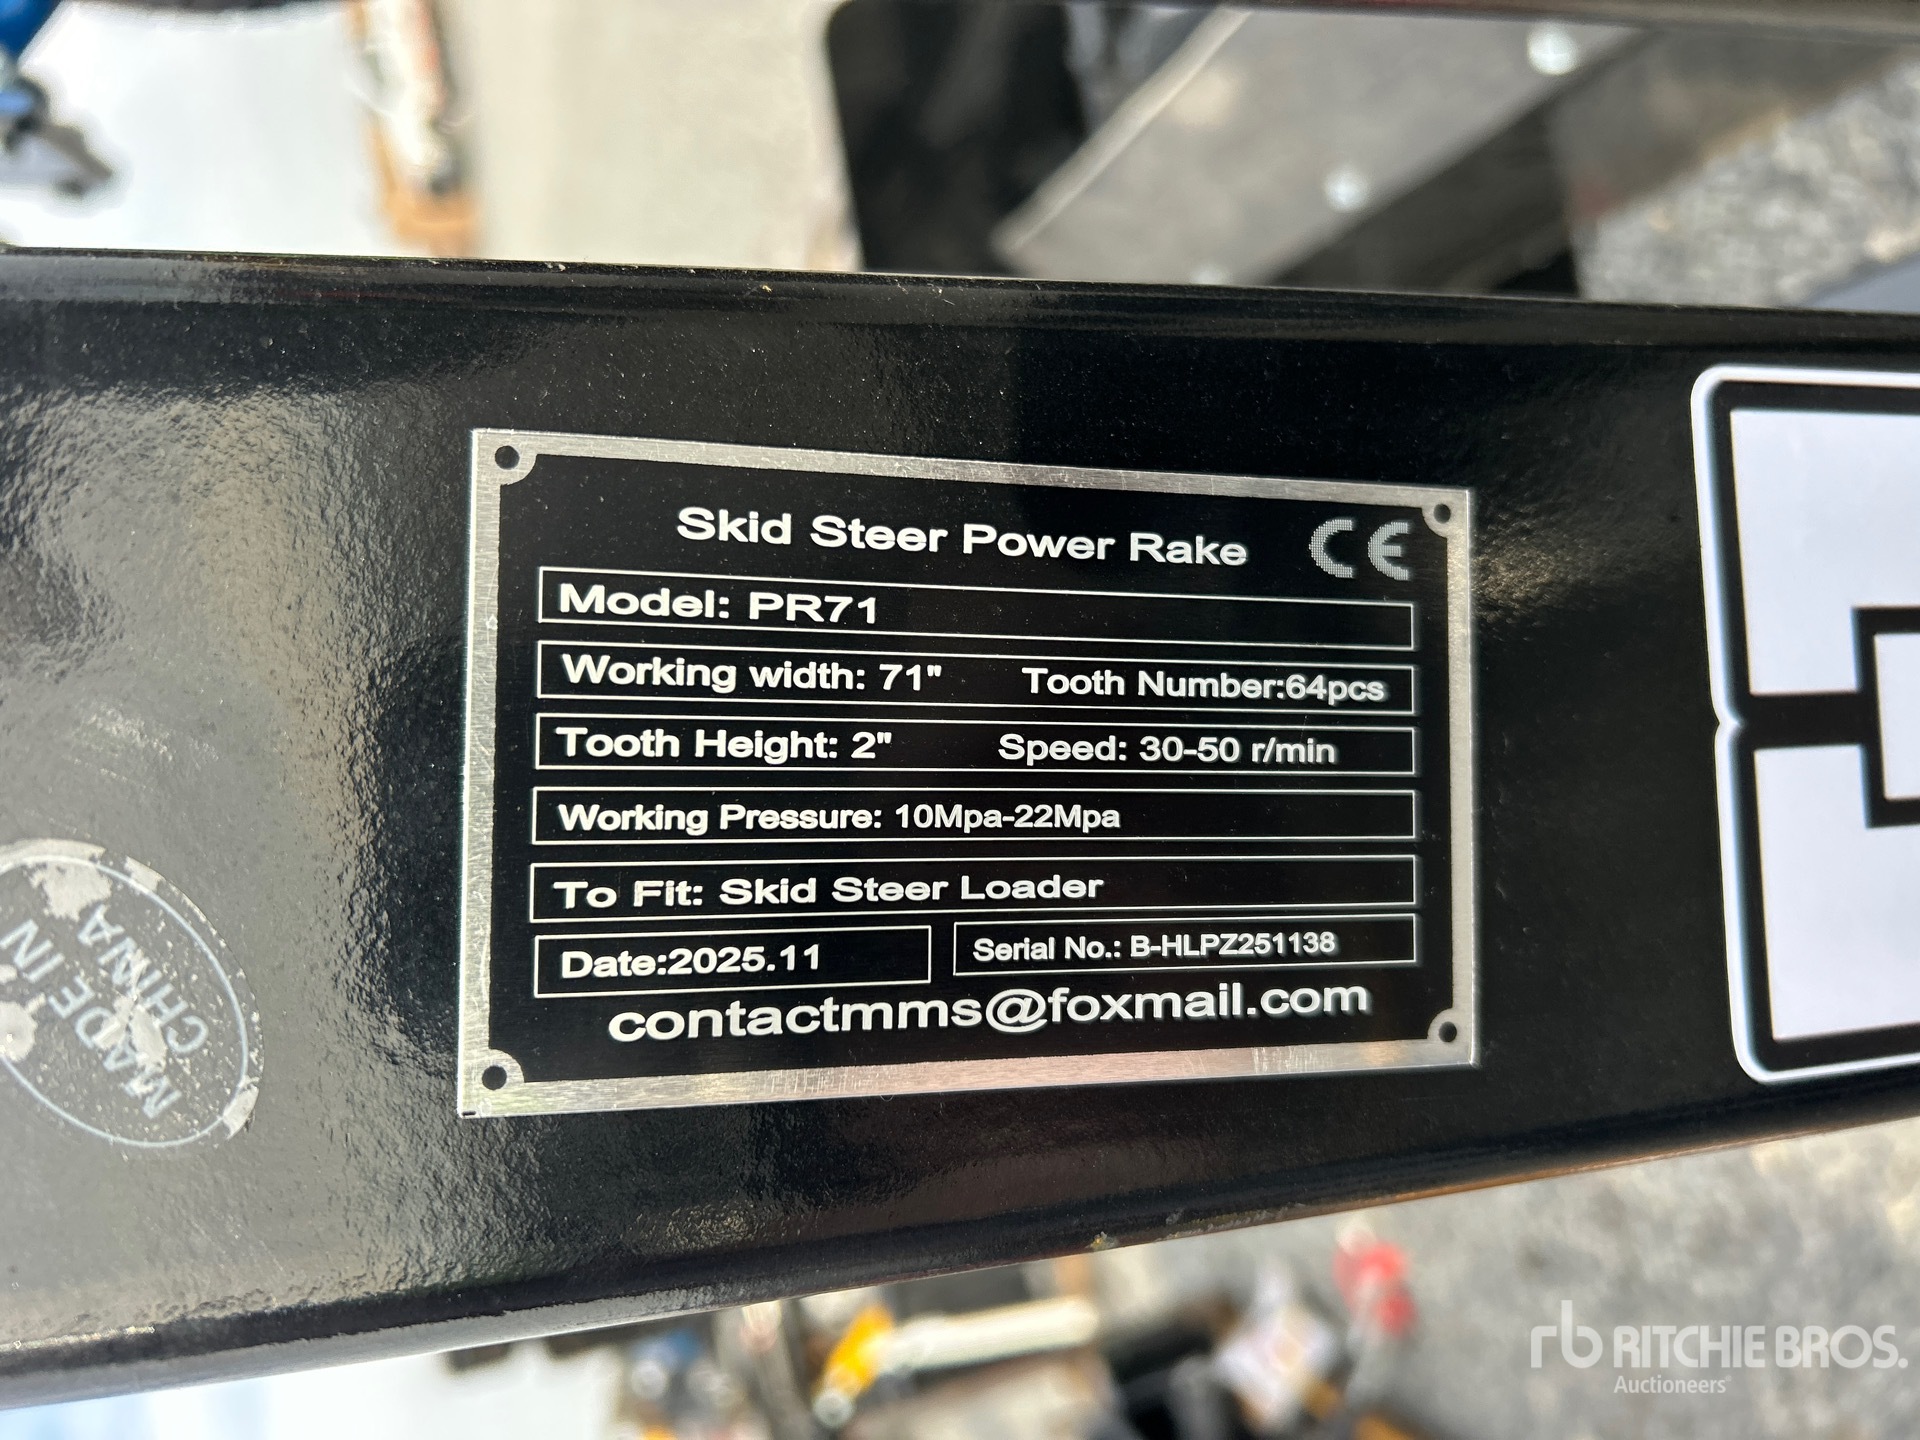 Skid Steer Power Rake CE
Model: PR71
Working width: 71" Tooth Number:64pcs
Tooth Height: 2" Speed: 30-50 r/min
Working Pressure: 10Mpa-22Mpa
To Fit: Skid Steer Loader
Date:2025.11 Serial No.: B-HLPZ251138
contactmms@foxmail.com
MADE IN
CHINA
rb RITCHIE BROS.
Auctioneers